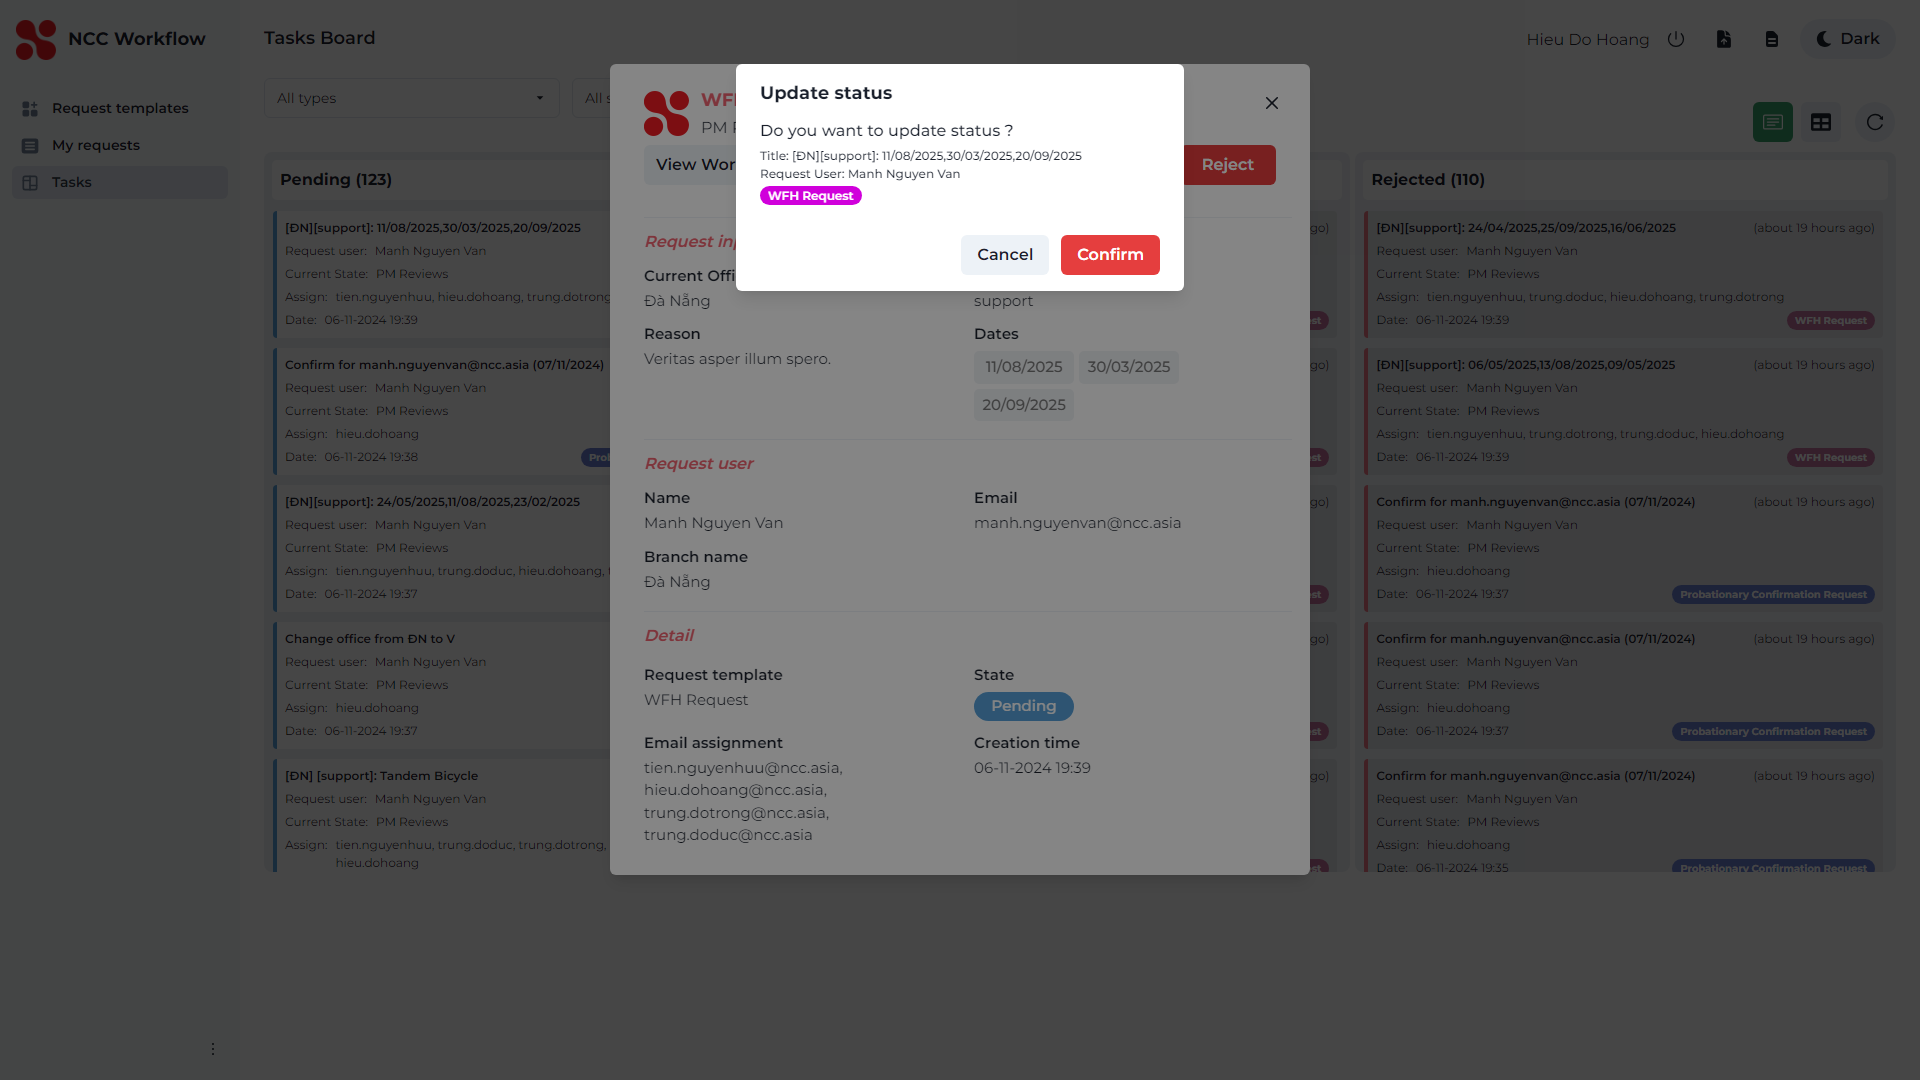 NCC Workflow
Tasks Board
Hieu Do Hoang
Dark
Request templates
My requests
Tasks
All types
All
Pending (123)
[ĐN][support]: 11/08/2025,30/03/2025,20/09/2025
Request user: Manh Nguyen Van
Current State: PM Reviews
Assign: tien.nguyenhuu, hieu.dohoang, trung.dotrong
Date: 06-11-2024 19:39
Confirm for manh.nguyenvan@ncc.asia (07/11/2024)
Request user: Manh Nguyen Van
Current State: PM Reviews
Assign: hieu.dohoang
Date: 06-11-2024 19:38
[ĐN][support]: 24/05/2025,11/08/2025,23/02/2025
Request user: Manh Nguyen Van
Current State: PM Reviews
Assign: tien.nguyenhuu, trung.doduc, hieu.dohoang,
Date: 06-11-2024 19:37
Change office from ĐN to V
Request user: Manh Nguyen Van
Current State: PM Reviews
Assign: hieu.dohoang
Date: 06-11-2024 19:37
[ĐN] [support]: Tandem Bicycle
Request user: Manh Nguyen Van
Current State: PM Reviews
Assign: tien.nguyenhuu, trung.doduc, trung.dotrong,
hieu.dohoang
Update status
Do you want to update status ?
Title: [ĐN][support]: 11/08/2025,30/03/2025,20/09/2025
Request User: Manh Nguyen Van
WFH Request
Cancel
Confirm
PM
View
Reject
Request
Current
Đà Nẵng
support
Reason
Dates
Veritas asper illum spero.
11/08/2025
30/03/2025
20/09/2025
Request user
Name
Email
Manh Nguyen Van
manh.nguyenvan@ncc.asia
Branch name
Đà Nẵng
Detail
Request template
State
WFH Request
Pending
Email assignment
Creation time
tien.nguyenhuu@ncc.asia,
06-11-2024 19:39
hieu.dohoang@ncc.asia,
trung.dotrong@ncc.asia,
trung.doduc@ncc.asia
Rejected (110)
[ĐN][support]: 24/04/2025,25/09/2025,16/06/2025
(about 19 hours ago)
Request user: Manh Nguyen Van
Current State: PM Reviews
Assign: tien.nguyenhuu, trung.doduc, hieu.dohoang, trung.dotrong
Date: 06-11-2024 19:39
WFH Request
[ĐN][support]: 06/05/2025,13/08/2025,09/05/2025
(about 19 hours ago)
Request user: Manh Nguyen Van
Current State: PM Reviews
Assign: tien.nguyenhuu, trung.dotrong, trung.doduc, hieu.dohoang
Date: 06-11-2024 19:39
WFH Request
Confirm for manh.nguyenvan@ncc.asia (07/11/2024)
(about 19 hours ago)
Request user: Manh Nguyen Van
Current State: PM Reviews
Assign: hieu.dohoang
Date: 06-11-2024 19:37
Probationary Confirmation Request
Confirm for manh.nguyenvan@ncc.asia (07/11/2024)
(about 19 hours ago)
Request user: Manh Nguyen Van
Current State: PM Reviews
Assign: hieu.dohoang
Date: 06-11-2024 19:37
Probationary Confirmation Request
Confirm for manh.nguyenvan@ncc.asia (07/11/2024)
(about 19 hours ago)
Request user: Manh Nguyen Van
Current State: PM Reviews
Assign: hieu.dohoang
Date: 06-11-2024 19:35
Probationary Confirmation Request